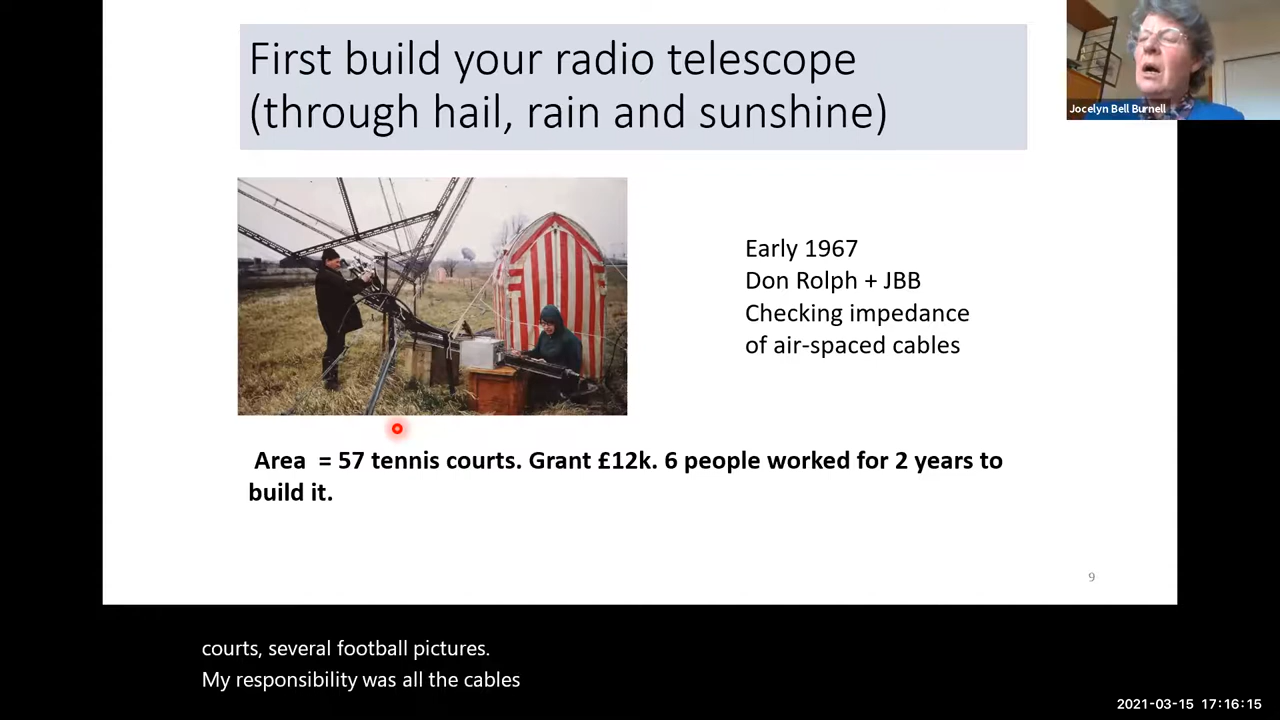 First build your radio telescope
(through hail, rain and sunshine)
Jocelyn Bell Burnell
Early 1967
Don Rolph + JBB
Checking impedance
of air-spaced cables
Area = 57 tennis courts. Grant £12k. 6 people worked for 2 years to
build it.
9
courts, several football pictures.
My responsibility was all the cables
2021-03-15 17:16:15